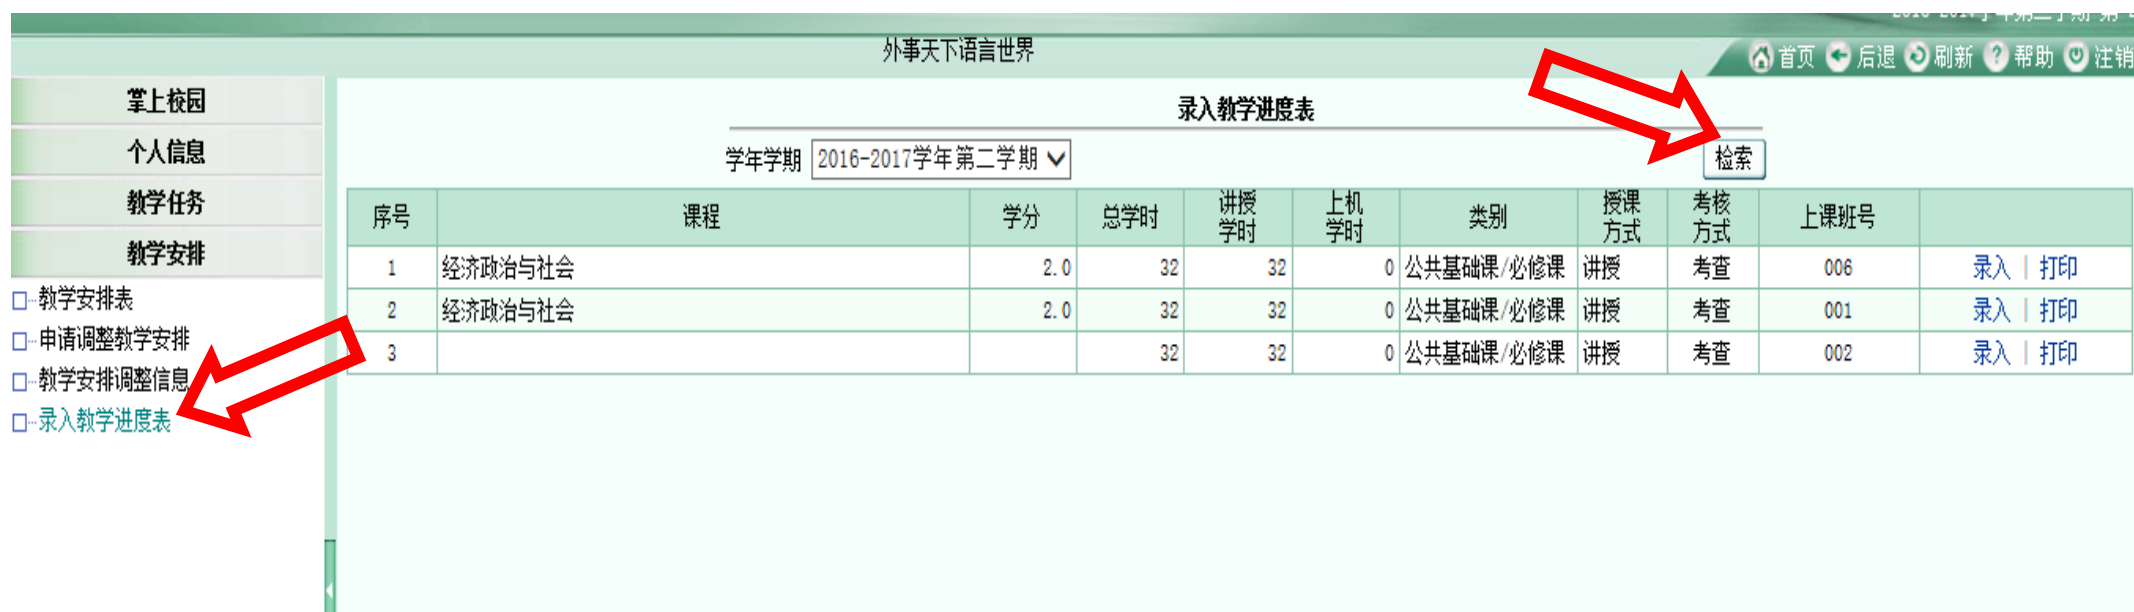 外事天下语言世界
首页 后退 刷新 帮助 注销
掌上校园
个人信息
教学任务
教学安排
教学安排表
申请调整教学安排
教学安排调整信息
录入教学进度表
录入教学进度表
学年学期 2016-2017学年第二学期 检索
序号 课程 学分 总学时 讲授学时 上机学时 类别 授课方式 考核方式 上课班号
1 经济政治与社会 2.0 32 32 0 公共基础课/必修课 讲授 考查 006 录入 | 打印
2 经济政治与社会 2.0 32 32 0 公共基础课/必修课 讲授 考查 001 录入 | 打印
3 32 32 0 公共基础课/必修课 讲授 考查 002 录入 | 打印